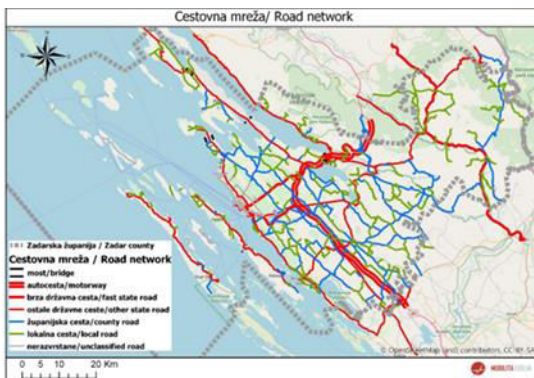 Cestovna mreža/ Road network
Zadarska županija / Zadar county
Cestovna mreža / Road network
most/bridge
autocesta/motorway
brza državna cesta/fast state road
ostale državne ceste/other state road
županijska cesta/county road
lokalna cesta/local road
nerazvrstane/unclassified road
© OpenStreetMap (and) contributors, CC-BY-SA
0 5 10 20 Km
MOBILITA